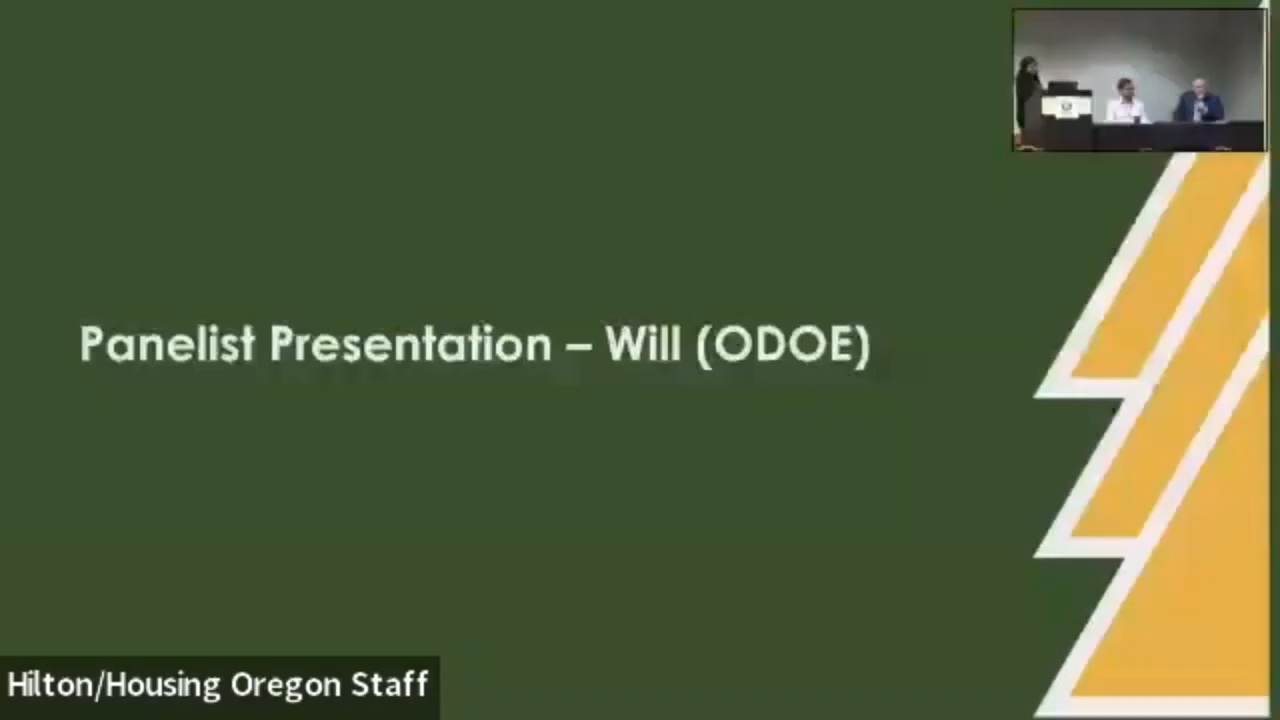 Panelist Presentation – Will (ODOE)
Hilton/Housing Oregon Staff